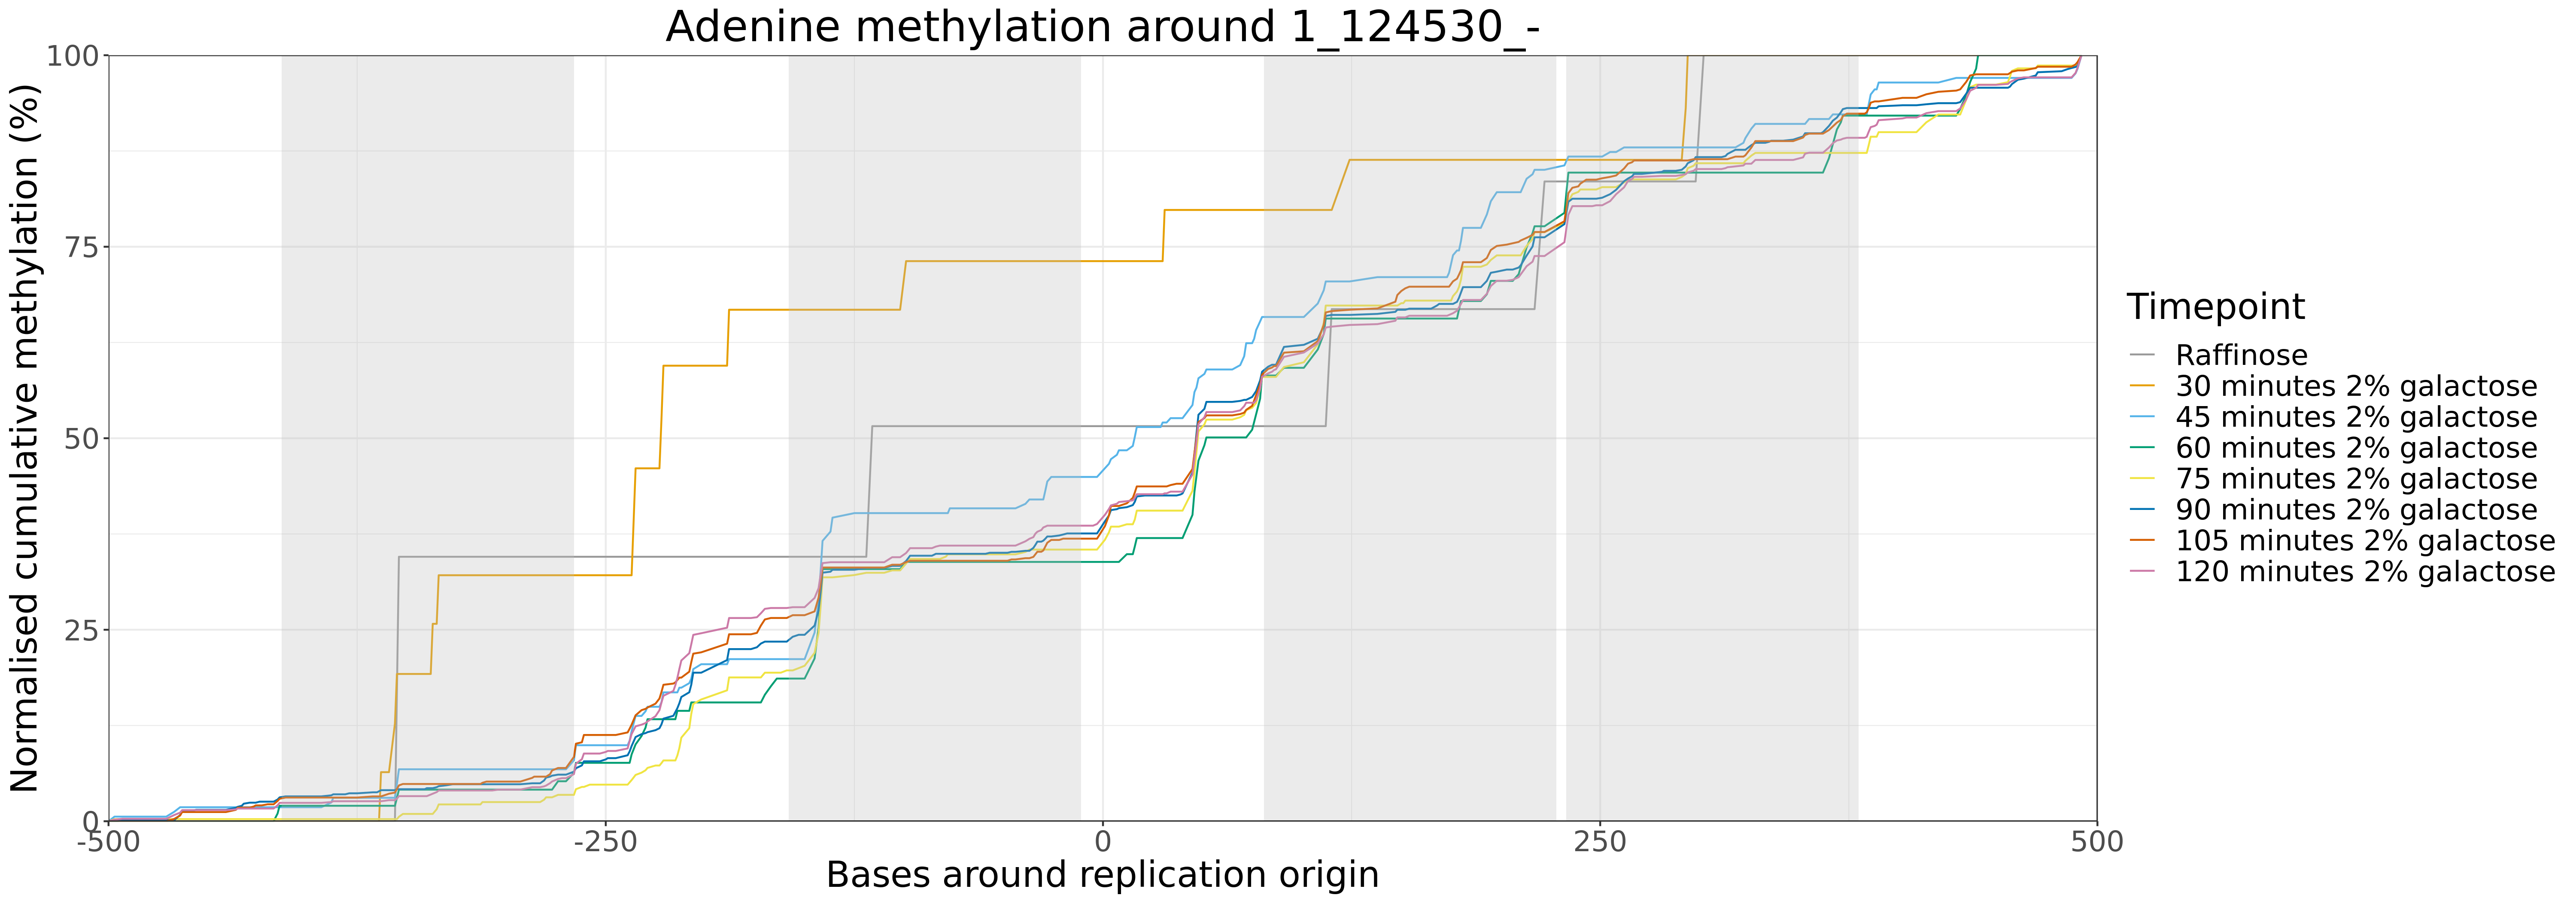 Adenine methylation around 1_124530_-
Normalised cumulative methylation (%)
100
75
50
25
0
-500
-250
0
250
500
Bases around replication origin
Timepoint
Raffinose
30 minutes 2% galactose
45 minutes 2% galactose
60 minutes 2% galactose
75 minutes 2% galactose
90 minutes 2% galactose
105 minutes 2% galactose
120 minutes 2% galactose